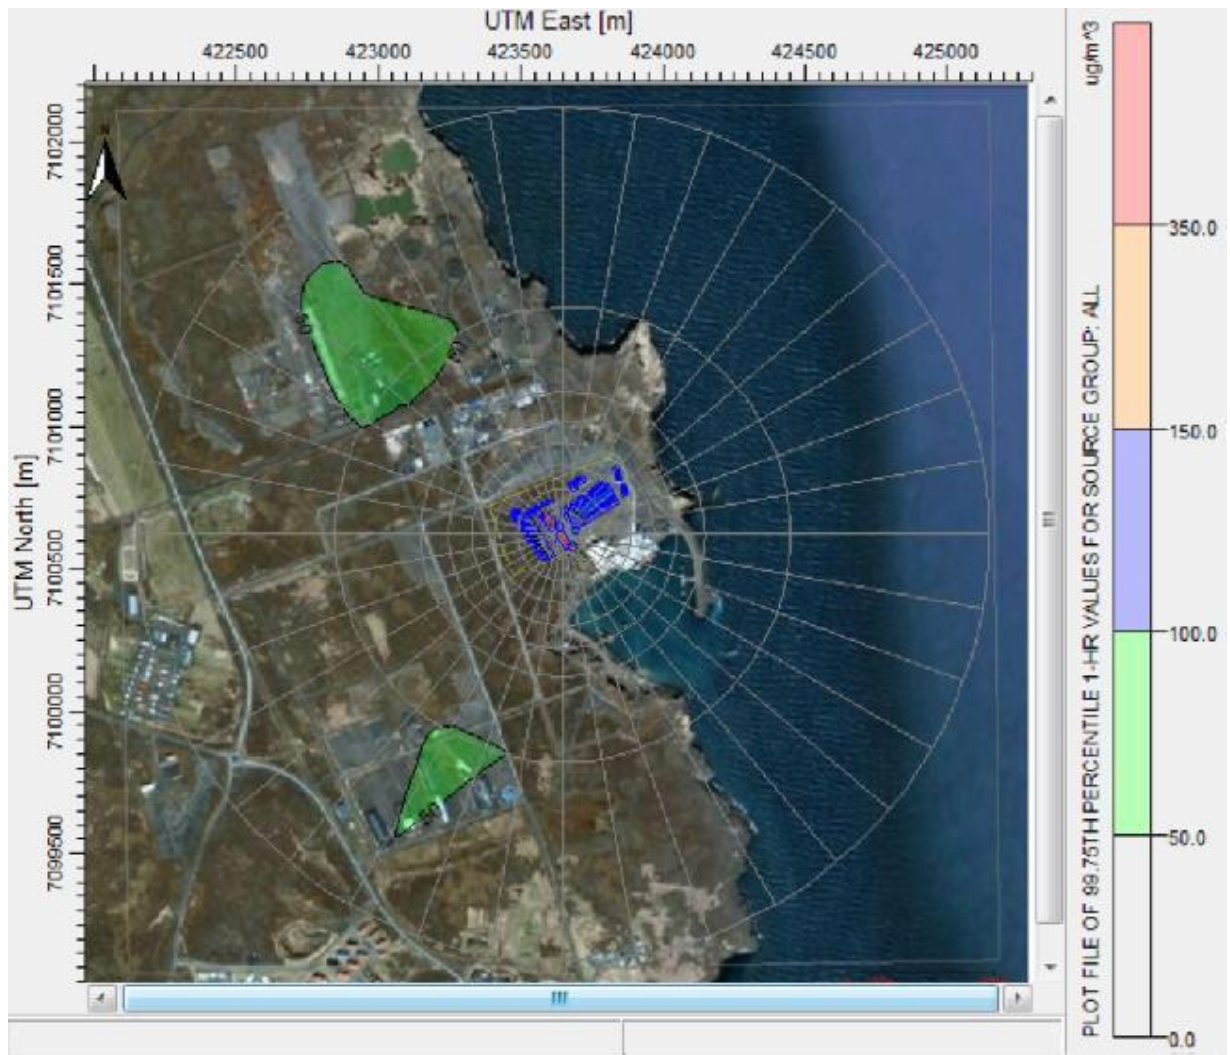 UTM East [m]
422500 423000 423500 424000 424500 425000
UTM North [m]
7102000
7101500
7101000
7100500
7100000
7099500
N
50
50
ug/m^3
350.0
150.0
100.0
50.0
0.0
PLOT FILE OF 99.75TH PERCENTILE 1-HR VALUES FOR SOURCE GROUP: ALL